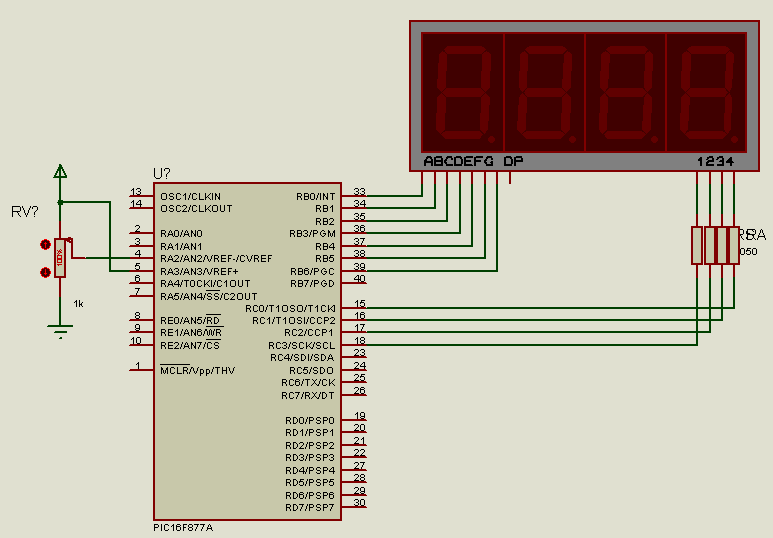 ABCDEFG DP
1234
U?
RV?
100%
1k
13 OSC1/CLKIN
14 OSC2/CLKOUT
2 RA0/AN0
3 RA1/AN1
4 RA2/AN2/VREF-/CVREF
5 RA3/AN3/VREF+
6 RA4/T0CKI/C1OUT
7 RA5/AN4/SS/C2OUT
8 RE0/AN5/RD
9 RE1/AN6/WR
10 RE2/AN7/CS
1 MCLR/Vpp/THV
RB0/INT 33
RB1 34
RB2 35
RB3/PGM 36
RB4 37
RB5 38
RB6/PGC 39
RB7/PGD 40
RC0/T1OSO/T1CKI 15
RC1/T1OSI/CCP2 16
RC2/CCP1 17
RC3/SCK/SCL 18
RC4/SDI/SDA 23
RC5/SDO 24
RC6/TX/CK 25
RC7/RX/DT 26
RD0/PSP0 19
RD1/PSP1 20
RD2/PSP2 21
RD3/PSP3 22
RD4/PSP4 27
RD5/PSP5 28
RD6/PSP6 29
RD7/PSP7 30
PIC16F877A